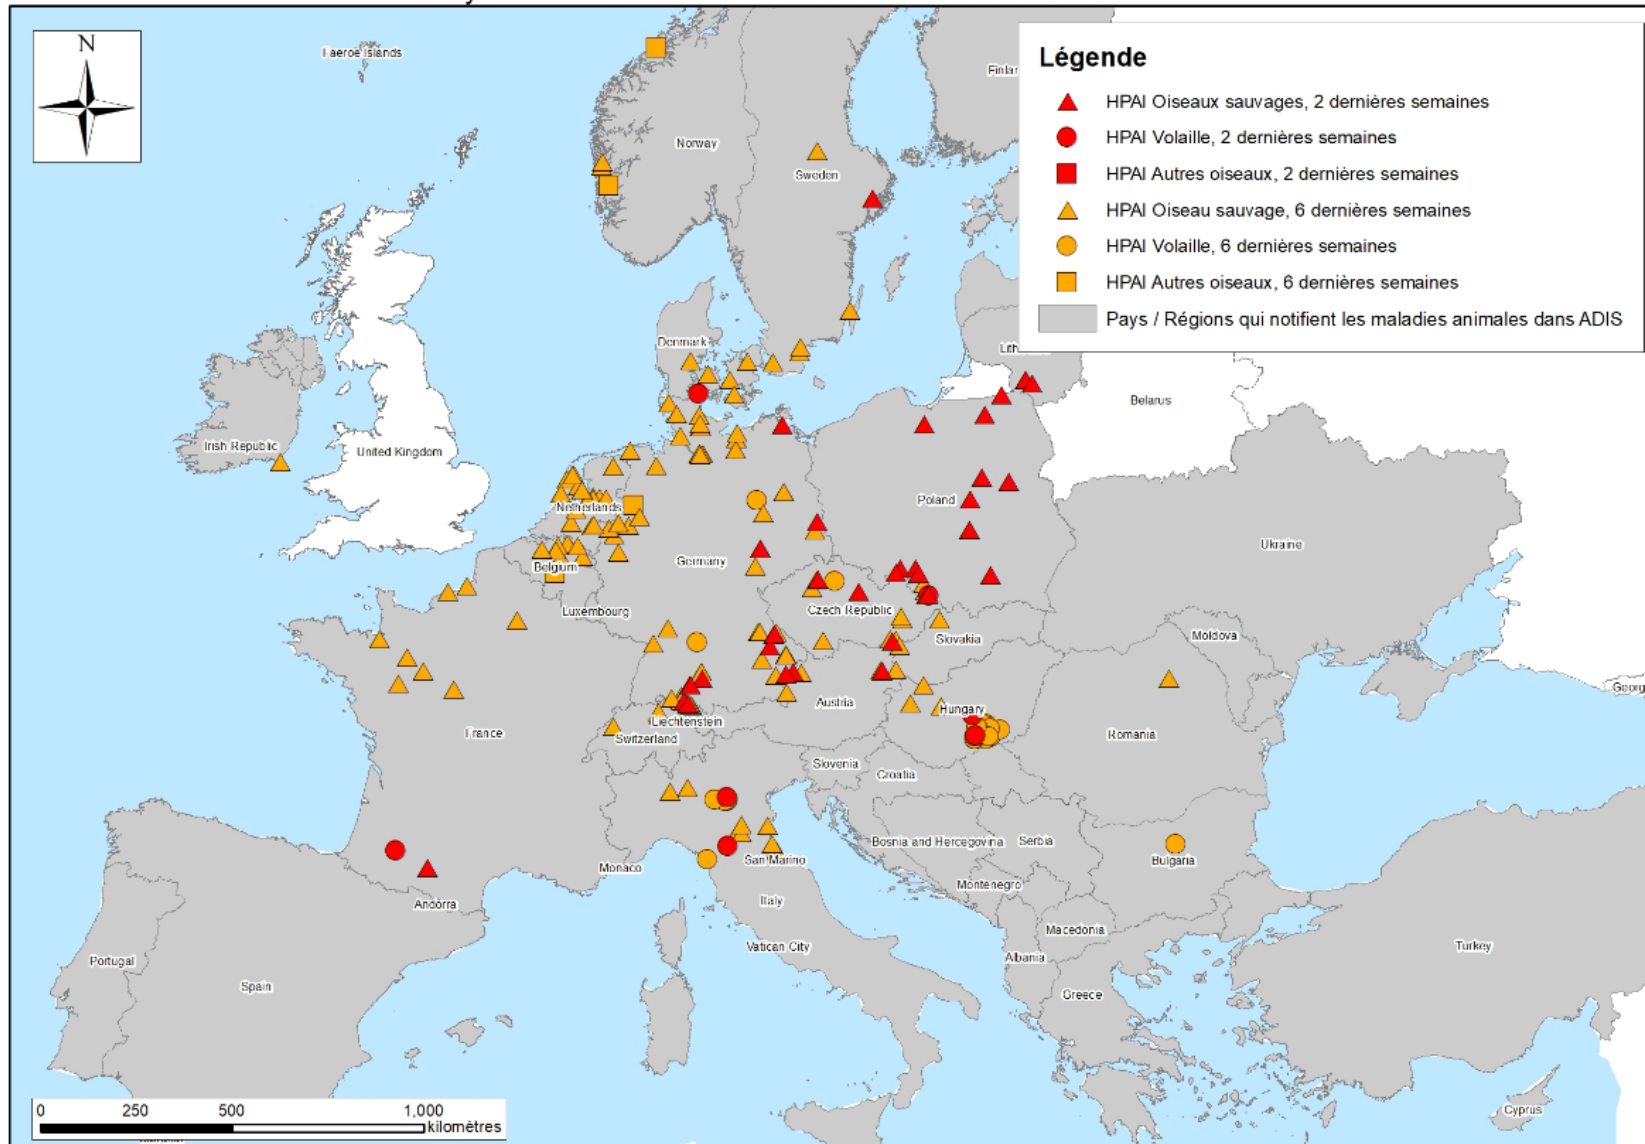 N
Légende
HPAI Oiseaux sauvages, 2 dernières semaines
HPAI Volaille, 2 dernières semaines
HPAI Autres oiseaux, 2 dernières semaines
HPAI Oiseau sauvage, 6 dernières semaines
HPAI Volaille, 6 dernières semaines
HPAI Autres oiseaux, 6 dernières semaines
Pays / Régions qui notifient les maladies animales dans ADIS
Faeroe Islands
Finlar
Norway
Sweden
Denmark
Lith
Belarus
Irish Republic
United Kingdom
Netherlands
Poland
Ukraine
Germany
Belgium
Luxembourg
Czech Republic
Slovakia
Moldova
Austria
Hungary
Liechtenstein
Switzerland
France
Romania
Georg
Slovenia
Croatia
Bosnia and Hercegovina
Serbia
San Marino
Bulgaria
Monaco
Montenegro
Andorra
Italy
Macedonia
Vatican City
Albania
Turkey
Portugal
Spain
Greece
Cyprus
0 250 500 1,000
kilomètres